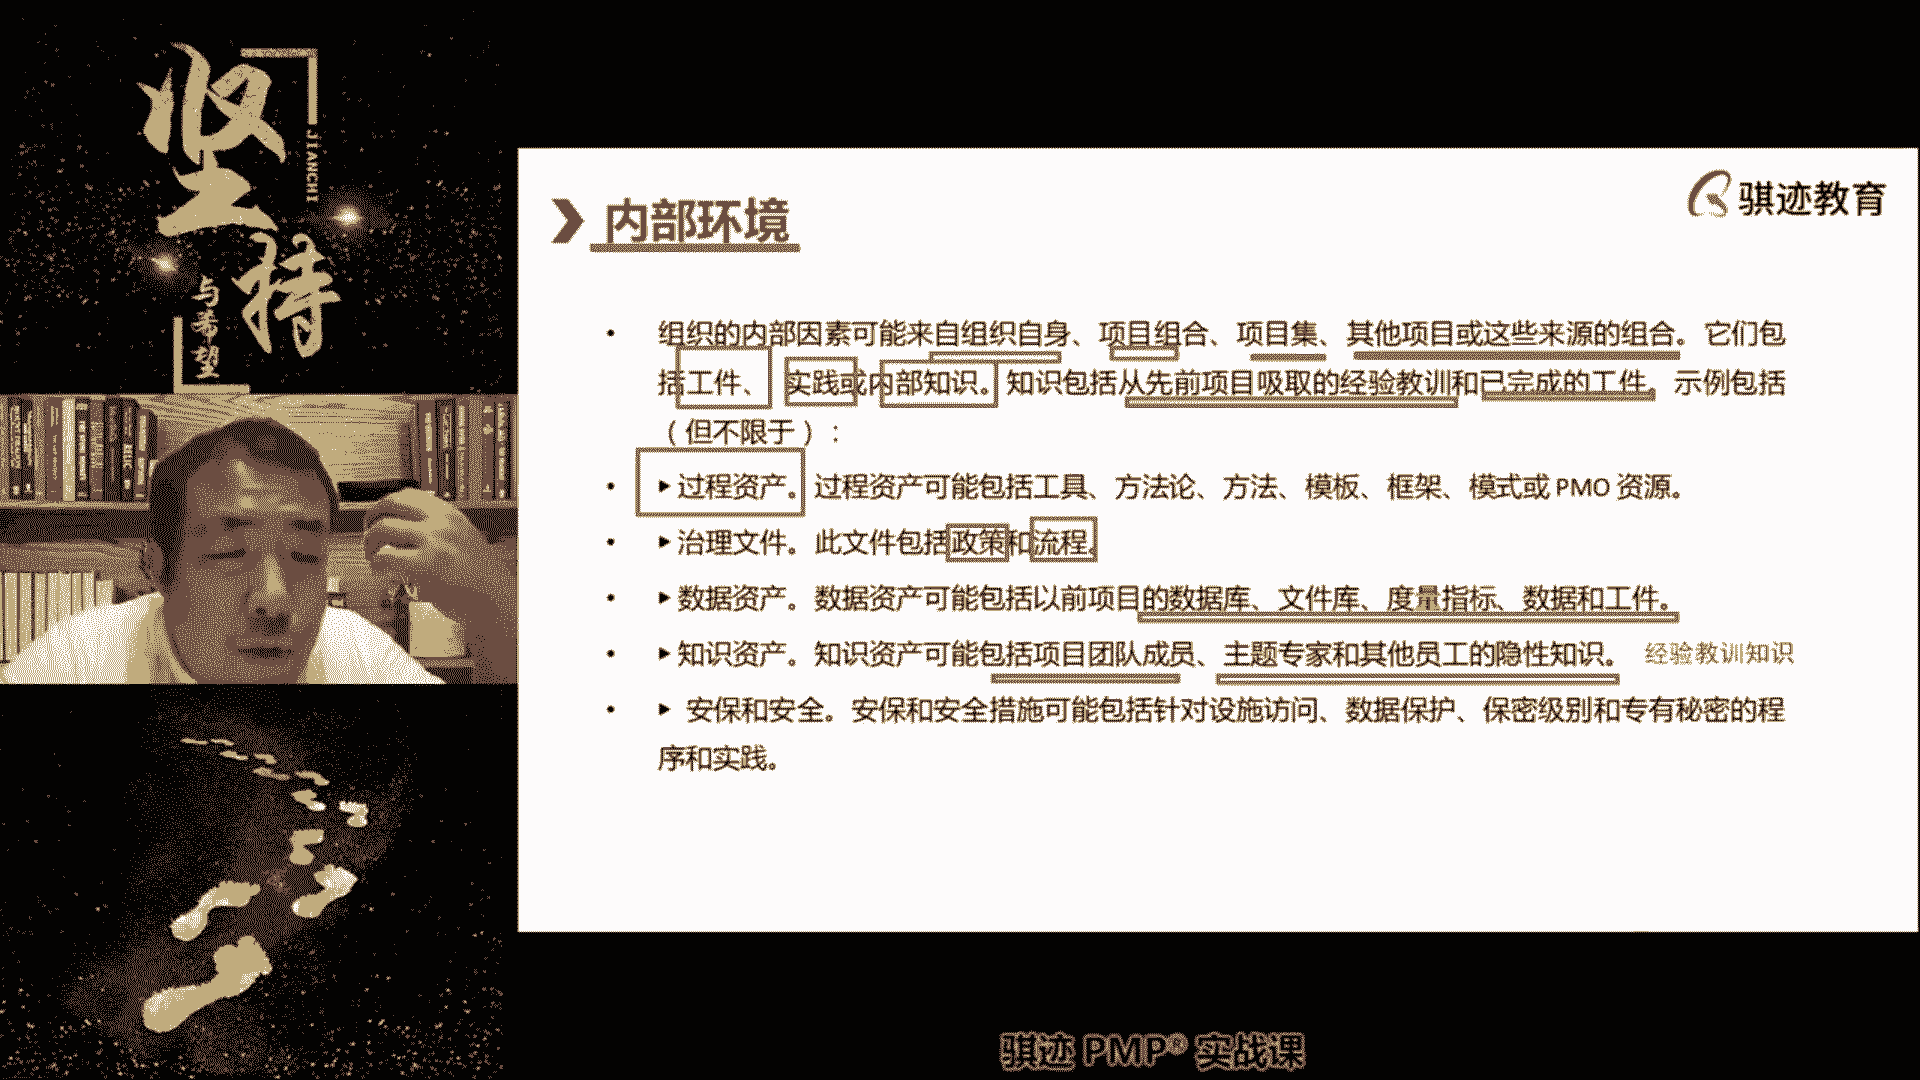 坚持
JIANCHI
与希望
骐迹教育
内部环境
• 组织的内部因素可能来自组织自身、项目组合、项目集、其他项目或这些来源的组合。它们包
括工件、实践或内部知识。知识包括从先前项目吸取的经验教训和已完成的工件。示例包括
（但不限于）：
• ▶过程资产。过程资产可能包括工具、方法论、方法、模板、框架、模式或 PMO 资源。
• ▶治理文件。此文件包括政策和流程。
• ▶数据资产。数据资产可能包括以前项目的数据库、文件库、度量指标、数据和工件。
• ▶知识资产。知识资产可能包括项目团队成员、主题专家和其他员工的隐性知识。 经验教训知识
• ▶ 安保和安全。安保和安全措施可能包括针对设施访问、数据保护、保密级别和专有秘密的程
序和实践。
骐迹 PMP® 实战课